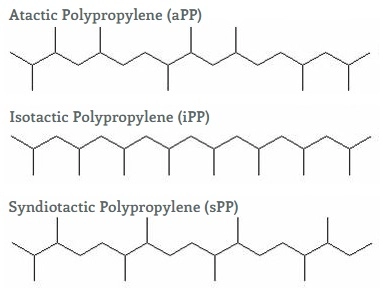 Atactic Polypropylene (aPP)
Isotactic Polypropylene (iPP)
Syndiotactic Polypropylene (sPP)